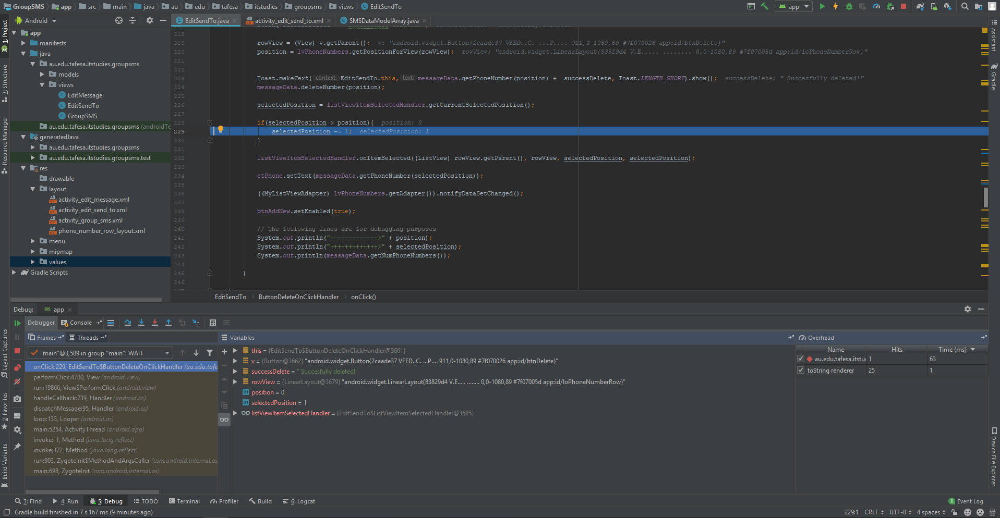 GroupSMS app src main java au edu tafesa itstudies groupsms views EditSendTo
app
Android
EditSendTo.java
activity_edit_send_to.xml
SMSDataModelArray.java
1: Project
7: Structure
Resource Manager
Layout Captures
2: Favorites
Build Variants
Assistant
Gradle
Device File Explorer
app
manifests
java
au.edu.tafesa.itstudies.groupsms
models
views
EditMessage
EditSendTo
GroupSMS
au.edu.tafesa.itstudies.groupsms (androidTe
generatedJava
au.edu.tafesa.itstudies.groupsms
au.edu.tafesa.itstudies.groupsms.test
res
drawable
layout
activity_edit_message.xml
activity_edit_send_to.xml
activity_group_sms.xml
phone_number_row_layout.xml
menu
mipmap
values
Gradle Scripts
218
219 rowView = (View) v.getParent(); v: "android.widget.Button{2caade37 VFED..C. ...P.... 911,0-1080,89 #7f070026 app:id/btnDelete}"
220 position = lvPhoneNumbers.getPositionForView(rowView); rowView: "android.widget.LinearLayout{83829d4 V.E..... ........ 0,0-1080,89 #7f07005d app:id/loPhoneNumberRow}"
221
222
223 Toast.makeText( context: EditSendTo.this, text: messageData.getPhoneNumber(position) + successDelete, Toast.LENGTH_SHORT).show(); successDelete: " Succesfully deleted!"
224 messageData.deleteNumber(position);
225
226 selectedPosition = listViewItemSelectedHandler.getCurrentSelectedPosition();
227
228 if(selectedPosition > position){ position: 0
229 selectedPosition -= 1; selectedPosition: 1
230 }
231
232 listViewItemSelectedHandler.onItemSelected((ListView) rowView.getParent(), rowView, selectedPosition, selectedPosition);
233
234 etPhone.setText(messageData.getPhoneNumber(selectedPosition));
235
236 ((MyListViewAdapter) lvPhoneNumbers.getAdapter()).notifyDataSetChanged();
237
238 btnAddNew.setEnabled(true);
239
240 // The following lines are for debugging purposes
241 System.out.println("------------->" + position);
242 System.out.println("+++++++++++++>" + selectedPosition);
243 System.out.println(messageData.getNumPhoneNumbers());
244
245 }
246
EditSendTo › ButtonDeleteOnClickHandler › onClick()
Debug: app
Debugger Console
Frames Threads
"main"@3,589 in group "main": WAIT
onClick:229, EditSendTo$ButtonDeleteOnClickHandler (au.edu.tafe
performClick:4780, View (android.view)
run:19866, View$PerformClick (android.view)
handleCallback:739, Handler (android.os)
dispatchMessage:95, Handler (android.os)
loop:135, Looper (android.os)
main:5254, ActivityThread (android.app)
invoke:-1, Method (java.lang.reflect)
invoke:372, Method (java.lang.reflect)
run:903, ZygoteInit$MethodAndArgsCaller (com.android.internal.os
main:698, ZygoteInit (com.android.internal.os)
Variables
this = {EditSendTo$ButtonDeleteOnClickHandler@3661}
v = {Button@3662} "android.widget.Button{2caade37 VFED..C. ...P.... 911,0-1080,89 #7f070026 app:id/btnDelete}"
successDelete = " Succesfully deleted!"
rowView = {LinearLayout@3679} "android.widget.LinearLayout{83829d4 V.E..... ........ 0,0-1080,89 #7f07005d app:id/loPhoneNumberRow}"
position = 0
selectedPosition = 1
listViewItemSelectedHandler = {EditSendTo$ListViewItemSelectedHandler@3685}
Overhead
Name Hits Time (ms)
au.edu.tafesa.itstu 1 63
toString renderer 25 1
3: Find 4: Run 5: Debug TODO Terminal Profiler Build 6: Logcat 1 Event Log
Gradle build finished in 7 s 167 ms (9 minutes ago) 229:1 CRLF UTF-8 4 spaces